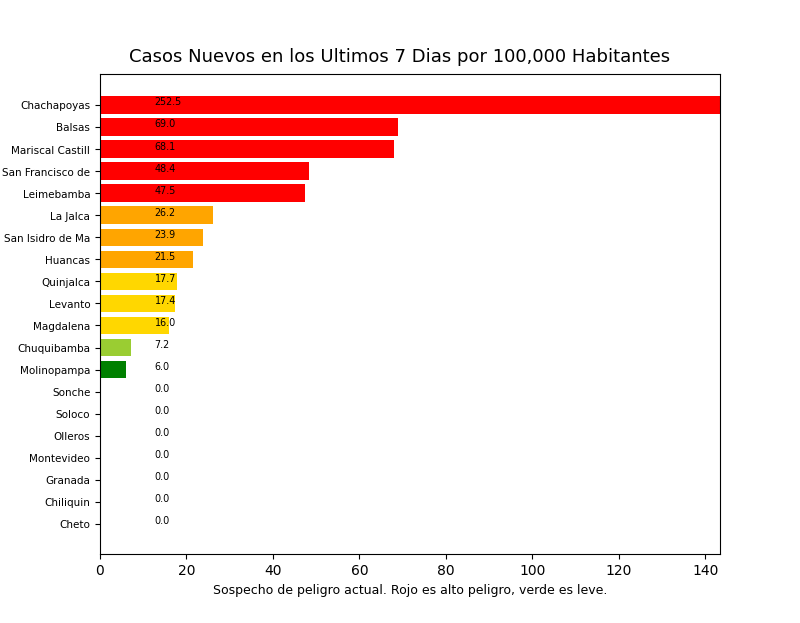 Casos Nuevos en los Ultimos 7 Dias por 100,000 Habitantes
Chachapoyas 252.5
Balsas 69.0
Mariscal Castill 68.1
San Francisco de 48.4
Leimebamba 47.5
La Jalca 26.2
San Isidro de Ma 23.9
Huancas 21.5
Quinjalca 17.7
Levanto 17.4
Magdalena 16.0
Chuquibamba 7.2
Molinopampa 6.0
Sonche 0.0
Soloco 0.0
Olleros 0.0
Montevideo 0.0
Granada 0.0
Chiliquin 0.0
Cheto 0.0
0 20 40 60 80 100 120 140
Sospecho de peligro actual. Rojo es alto peligro, verde es leve.